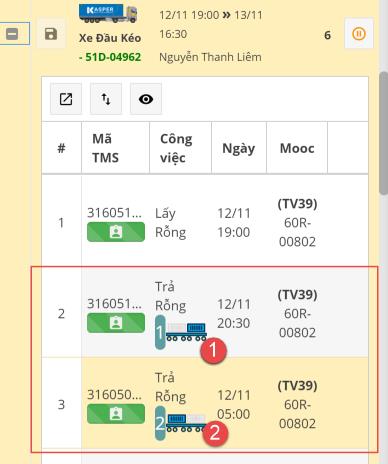 KASPER
12/11 19:00 » 13/11
16:30
Xe Đầu Kéo
6
- 51D-04962
Nguyễn Thanh Liêm
# Mã TMS Công việc Ngày Mooc
1 316051... Lấy Rỗng 12/11 19:00 (TV39) 60R-00802
2 316051... Trả Rỗng 12/11 20:30 (TV39) 60R-00802
1
1
3 316050... Trả Rỗng 12/11 05:00 (TV39) 60R-00802
2
2